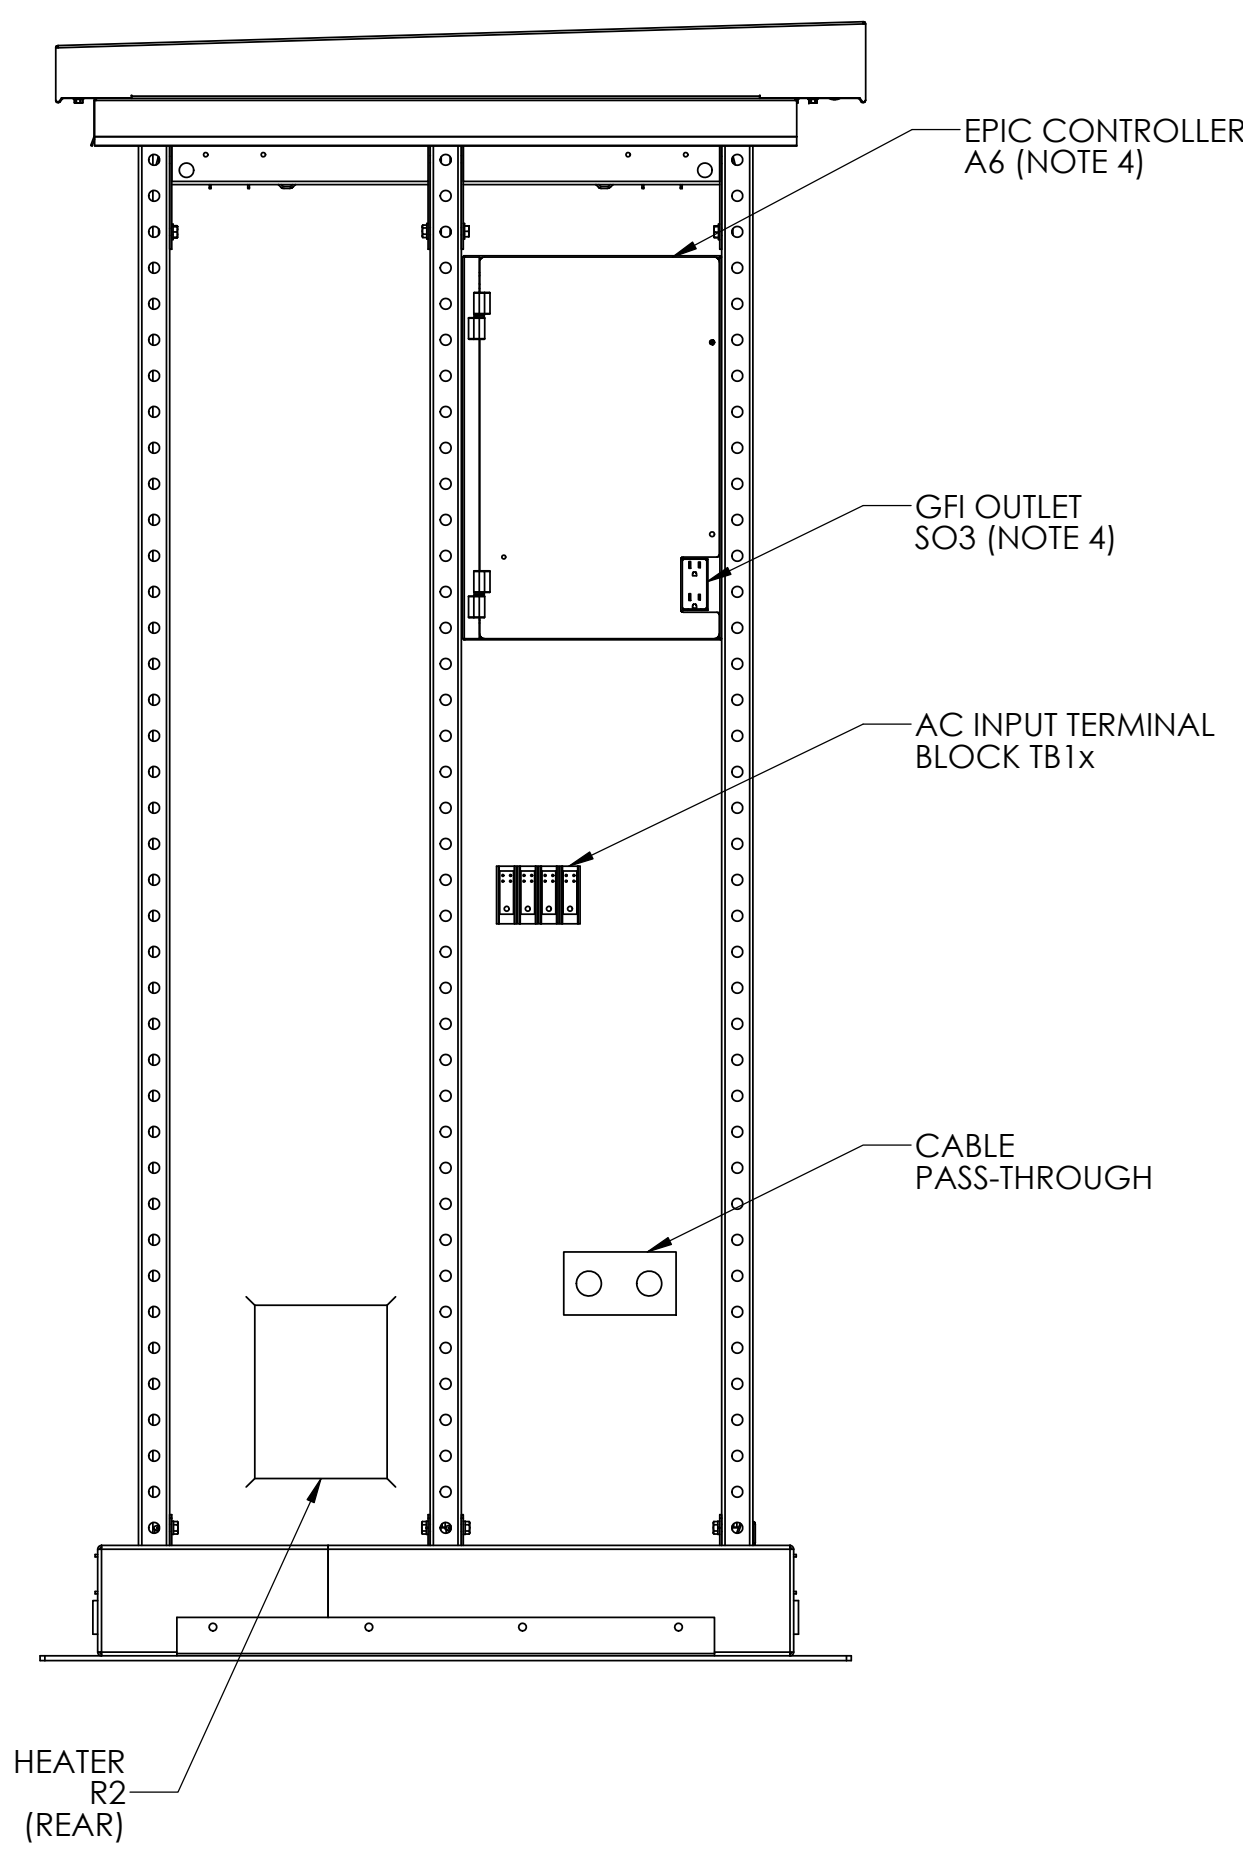 EPIC CONTROLLER
A6 (NOTE 4)
GFI OUTLET
SO3 (NOTE 4)
AC INPUT TERMINAL
BLOCK TB1x
CABLE
PASS-THROUGH
HEATER
R2
(REAR)